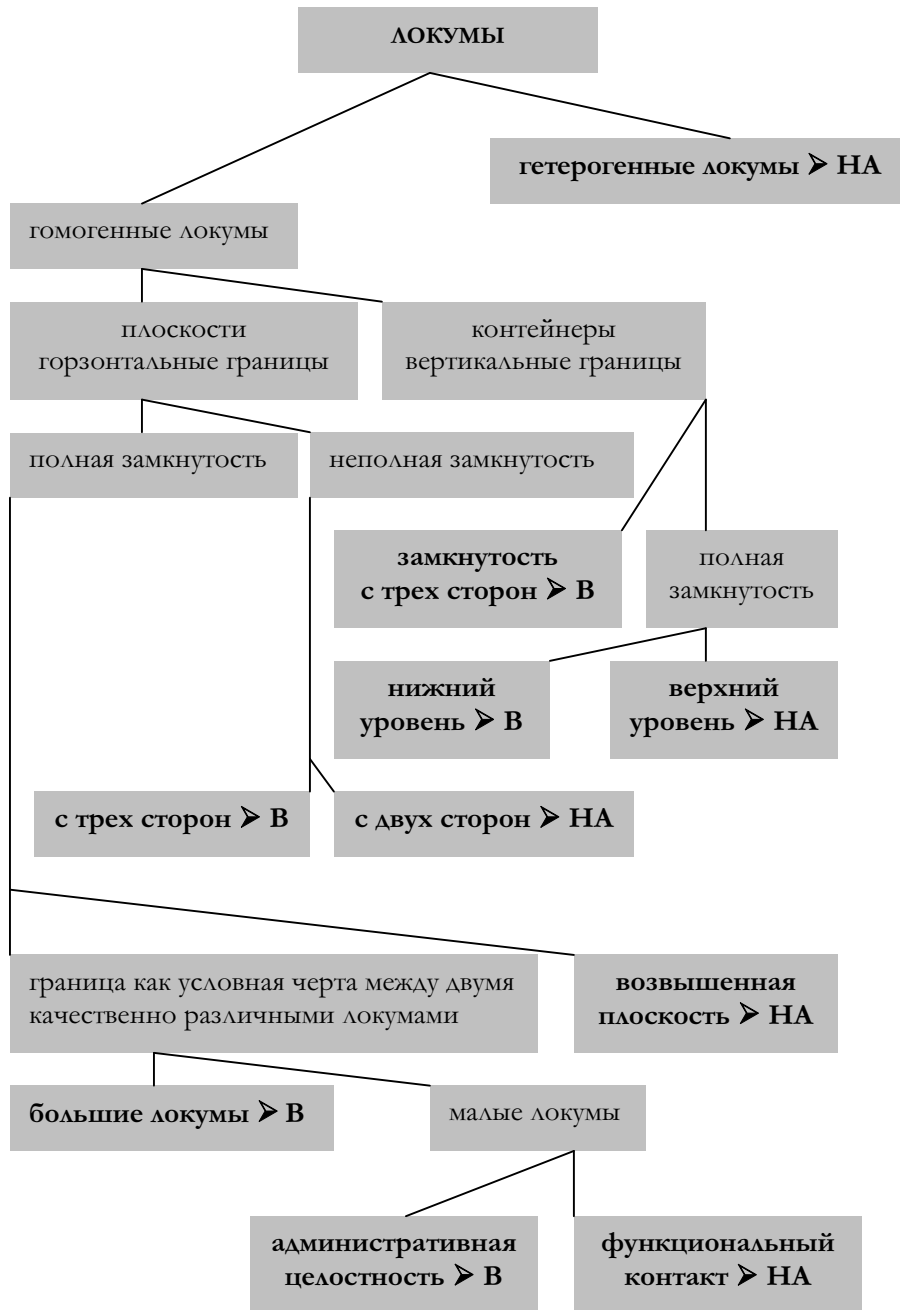 ЛОКУМЫ
гетерогенные локумы ➢ НА
гомогенные локумы
плоскости
горзонтальные границы
контейнеры
вертикальные границы
полная замкнутость
неполная замкнутость
замкнутость
с трех сторон ➢ В
полная
замкнутость
нижний
уровень ➢ В
верхний
уровень ➢ НА
с трех сторон ➢ В
с двух сторон ➢ НА
граница как условная черта между двумя
качественно различными локумами
возвышенная
плоскость ➢ НА
большие локумы ➢ В
малые локумы
административная
целостность ➢ В
функциональный
контакт ➢ НА